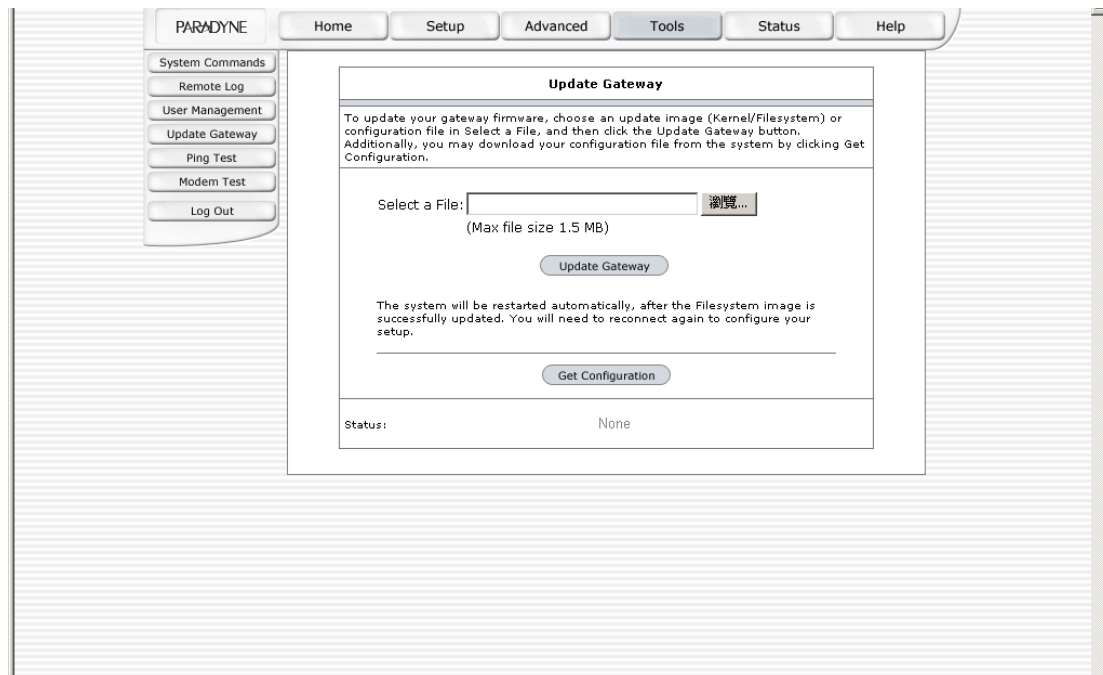 PARADYNE
Home
Setup
Advanced
Tools
Status
Help
System Commands
Remote Log
User Management
Update Gateway
Ping Test
Modem Test
Log Out
Update Gateway
To update your gateway firmware, choose an update image (Kernel/Filesystem) or
configuration file in Select a File, and then click the Update Gateway button.
Additionally, you may download your configuration file from the system by clicking Get
Configuration.
Select a File:
瀏覽...
(Max file size 1.5 MB)
Update Gateway
The system will be restarted automatically, after the Filesystem image is
successfully updated. You will need to reconnect again to configure your
setup.
Get Configuration
Status:
None